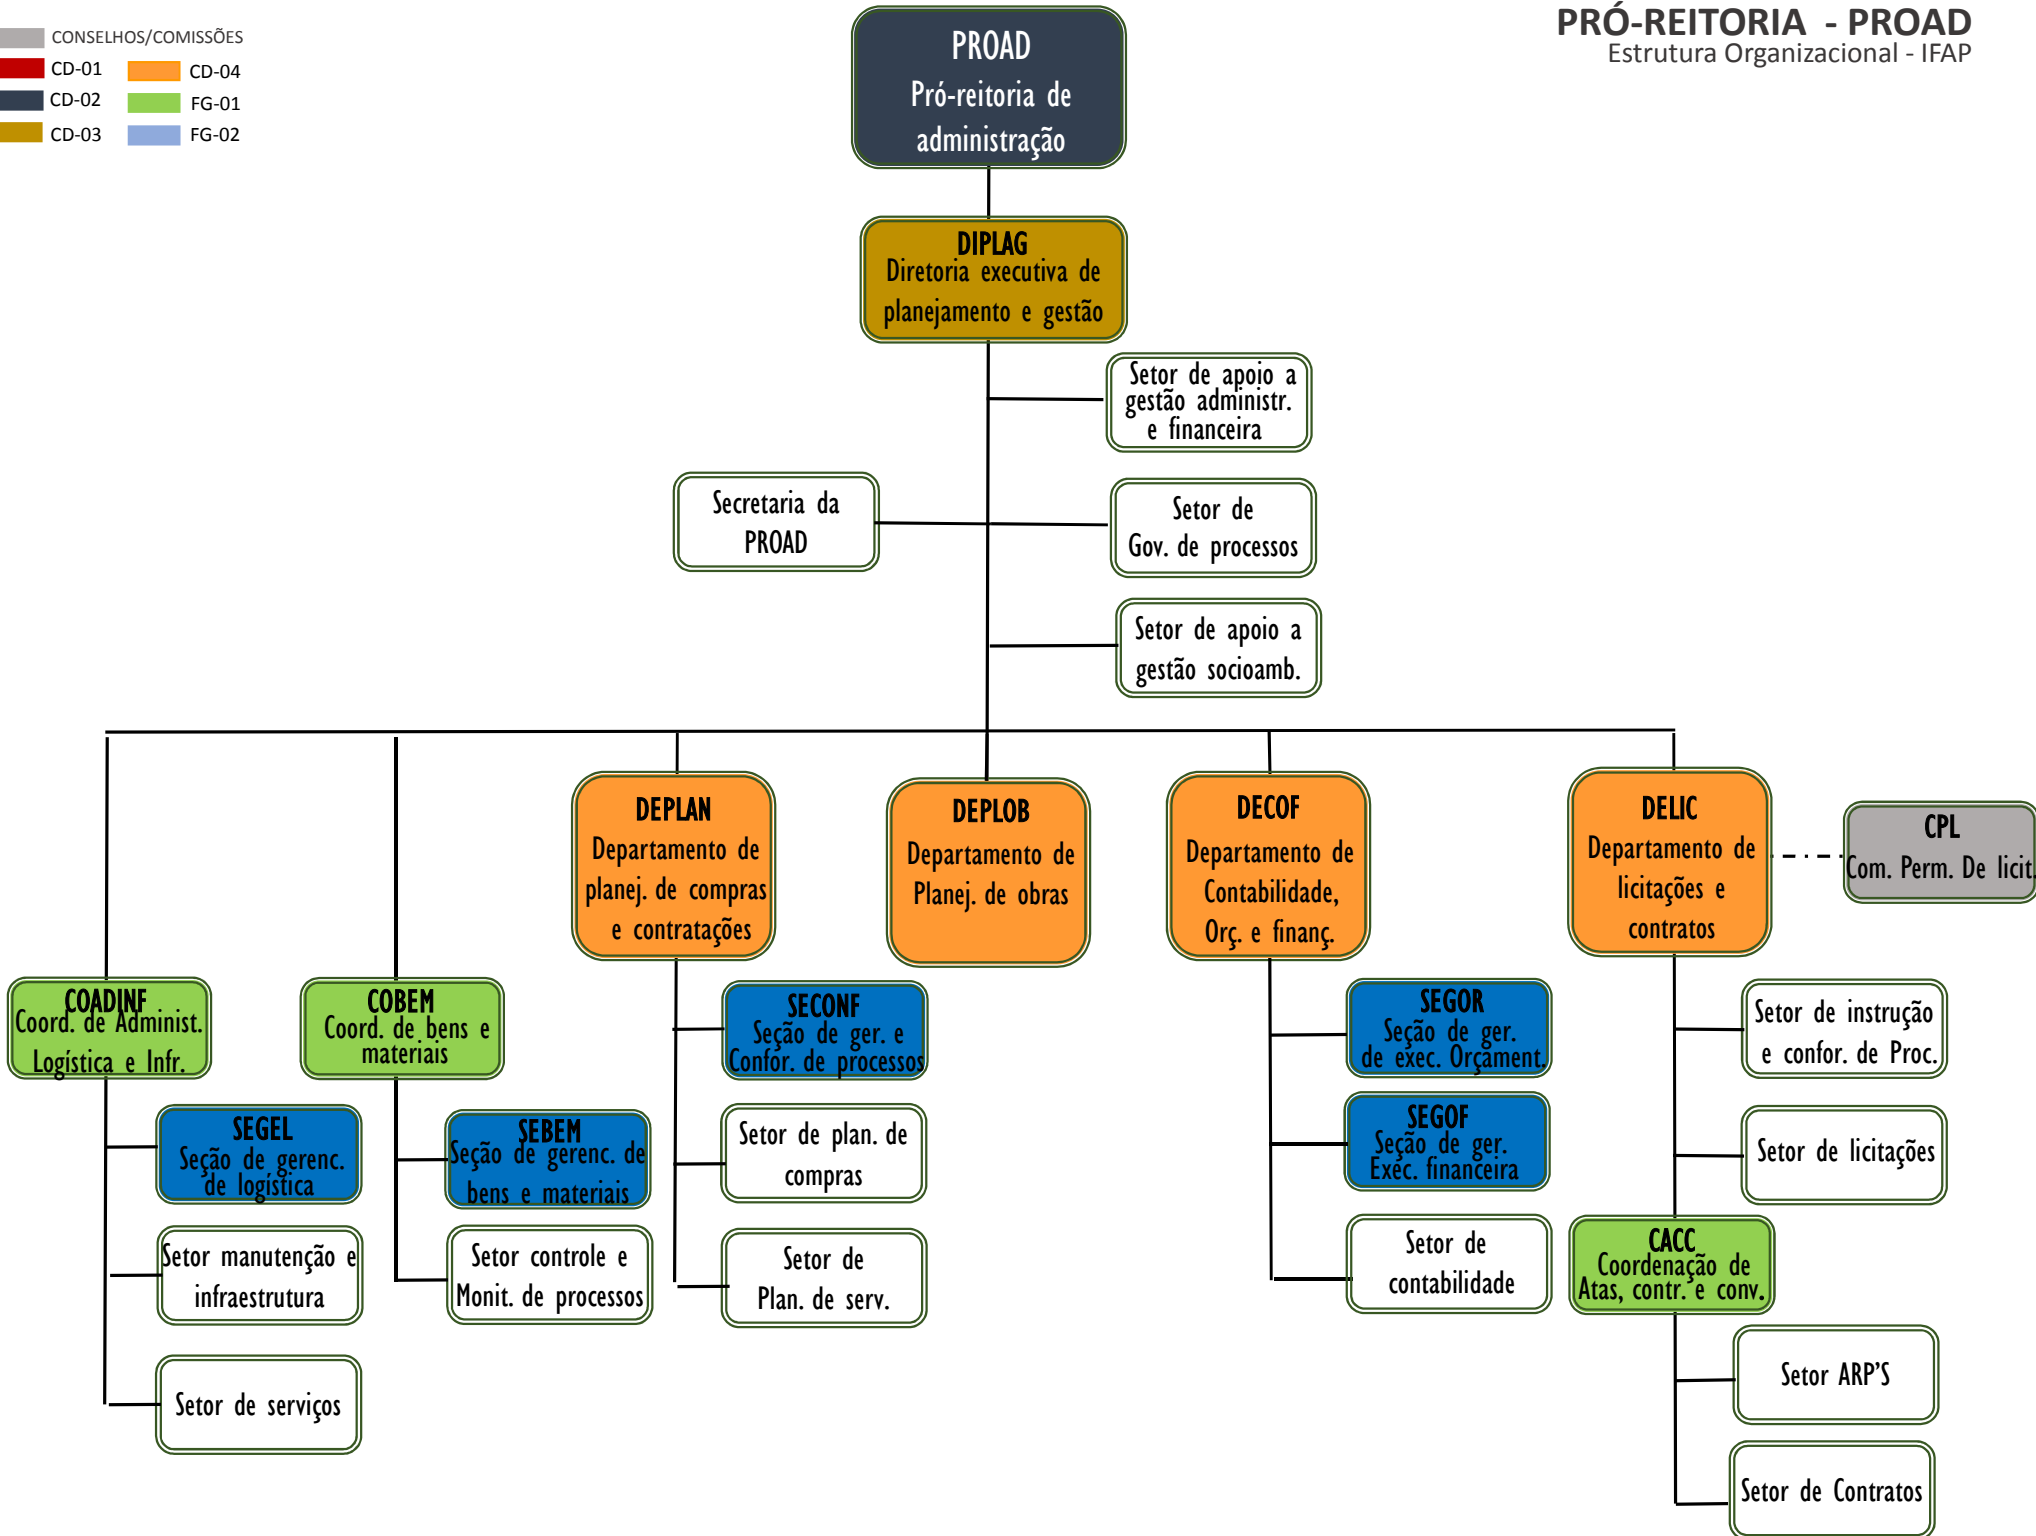 CONSELHOS/COMISSÕES
CD-01
CD-04
CD-02
FG-01
CD-03
FG-02
PRÓ-REITORIA - PROAD
Estrutura Organizacional - IFAP
PROAD
Pró-reitoria de
administração
DIPLAG
Diretoria executiva de
planejamento e gestão
Setor de apoio a
gestão administr.
e financeira
Secretaria da
PROAD
Setor de
Gov. de processos
Setor de apoio a
gestão socioamb.
DEPLAN
Departamento de
planej. de compras
e contratações
DEPLOB
Departamento de
Planej. de obras
DECOF
Departamento de
Contabilidade,
Orç. e finanç.
DELIC
Departamento de
licitações e
contratos
CPL
Com. Perm. De licit.
COADINF
Coord. de Administ.
Logística e Infr.
COBEM
Coord. de bens e
materiais
SECONF
Seção de ger. e
Confor. de processos
SEGOR
Seção de ger.
de exec. Orçament.
Setor de instrução
e confor. de Proc.
SEGEL
Seção de gerenc.
de logística
SEBEM
Seção de gerenc. de
bens e materiais
Setor de plan. de
compras
SEGOF
Seção de ger.
Exec. financeira
Setor de licitações
Setor manutenção e
infraestrutura
Setor controle e
Monit. de processos
Setor de
Plan. de serv.
Setor de
contabilidade
CACC
Coordenação de
Atas, contr. e conv.
Setor de serviços
Setor ARP'S
Setor de Contratos